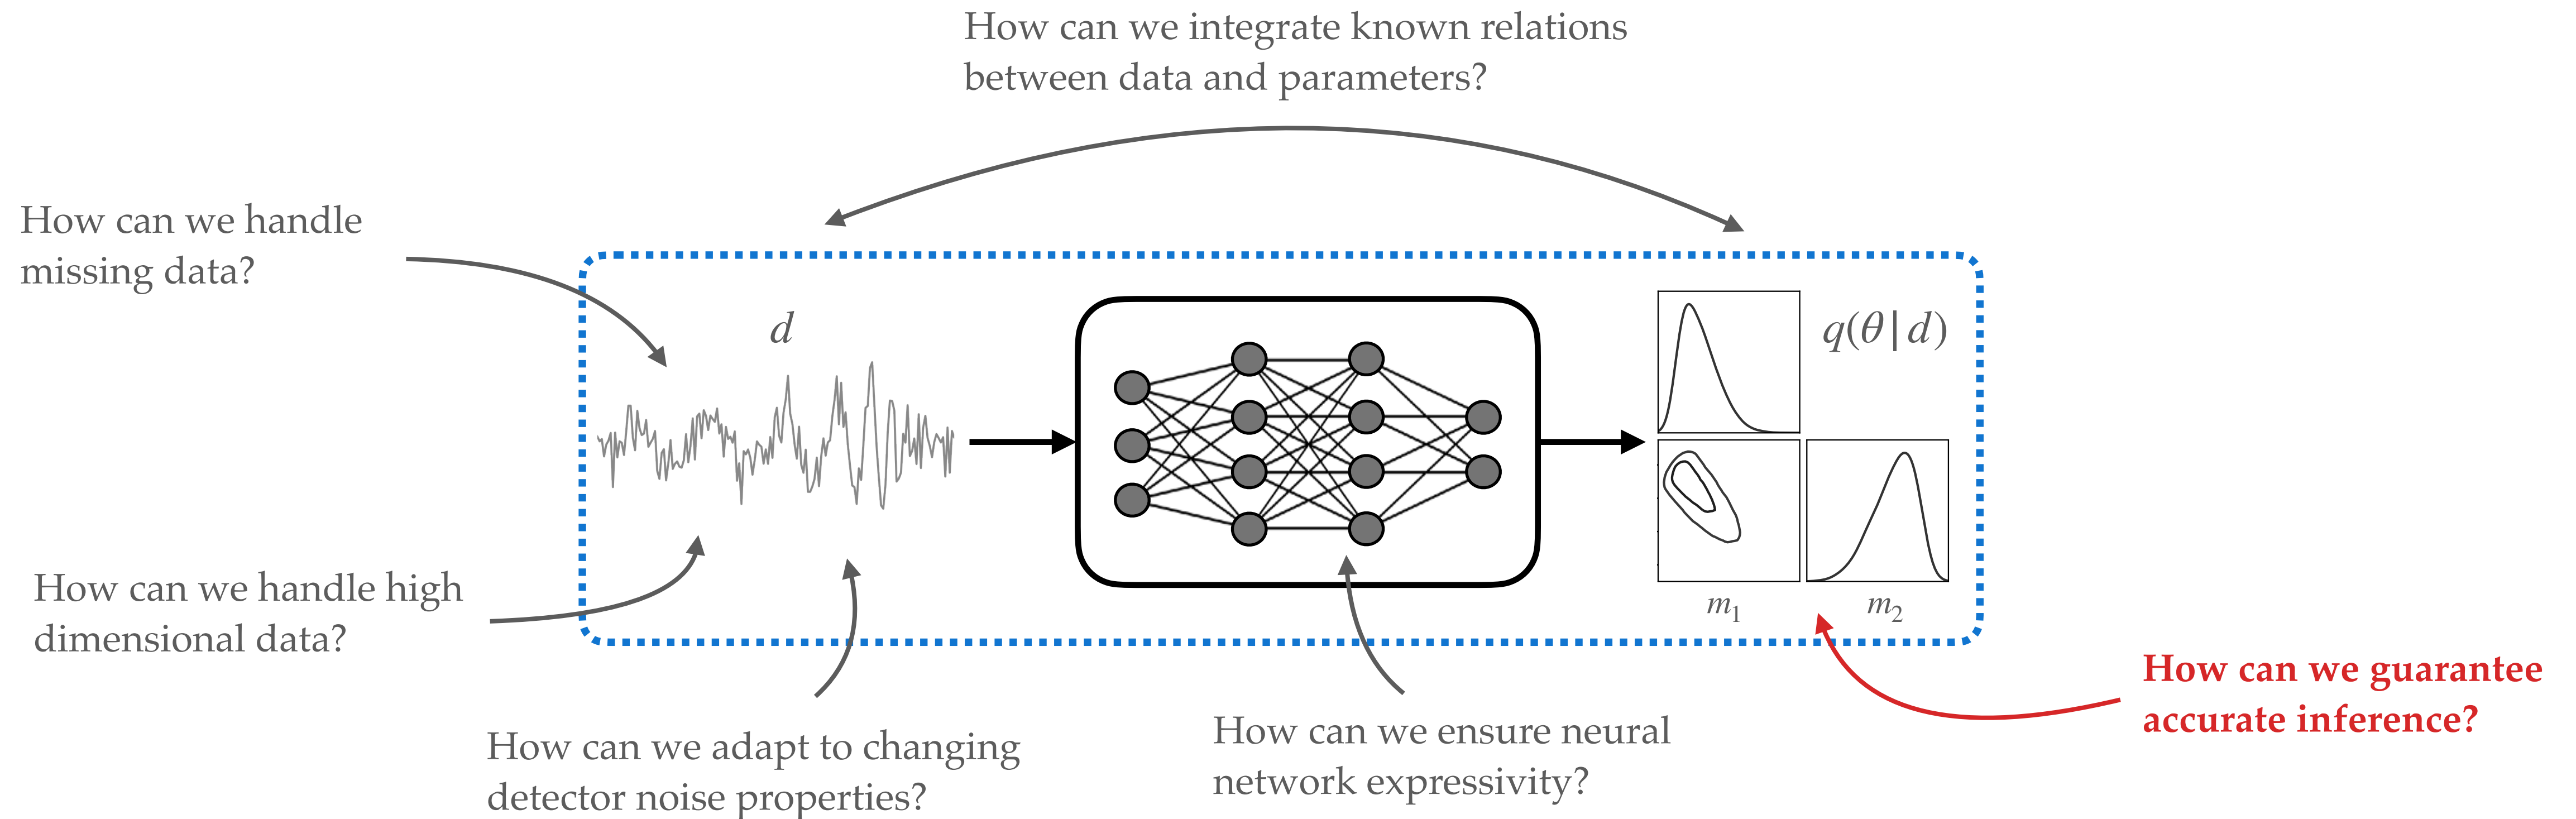 How can we integrate known relations
between data and parameters?
How can we handle
missing data?
d
q(θ|d)
How can we handle high
dimensional data?
m₁
m₂
How can we guarantee
accurate inference?
How can we adapt to changing
detector noise properties?
How can we ensure neural
network expressivity?